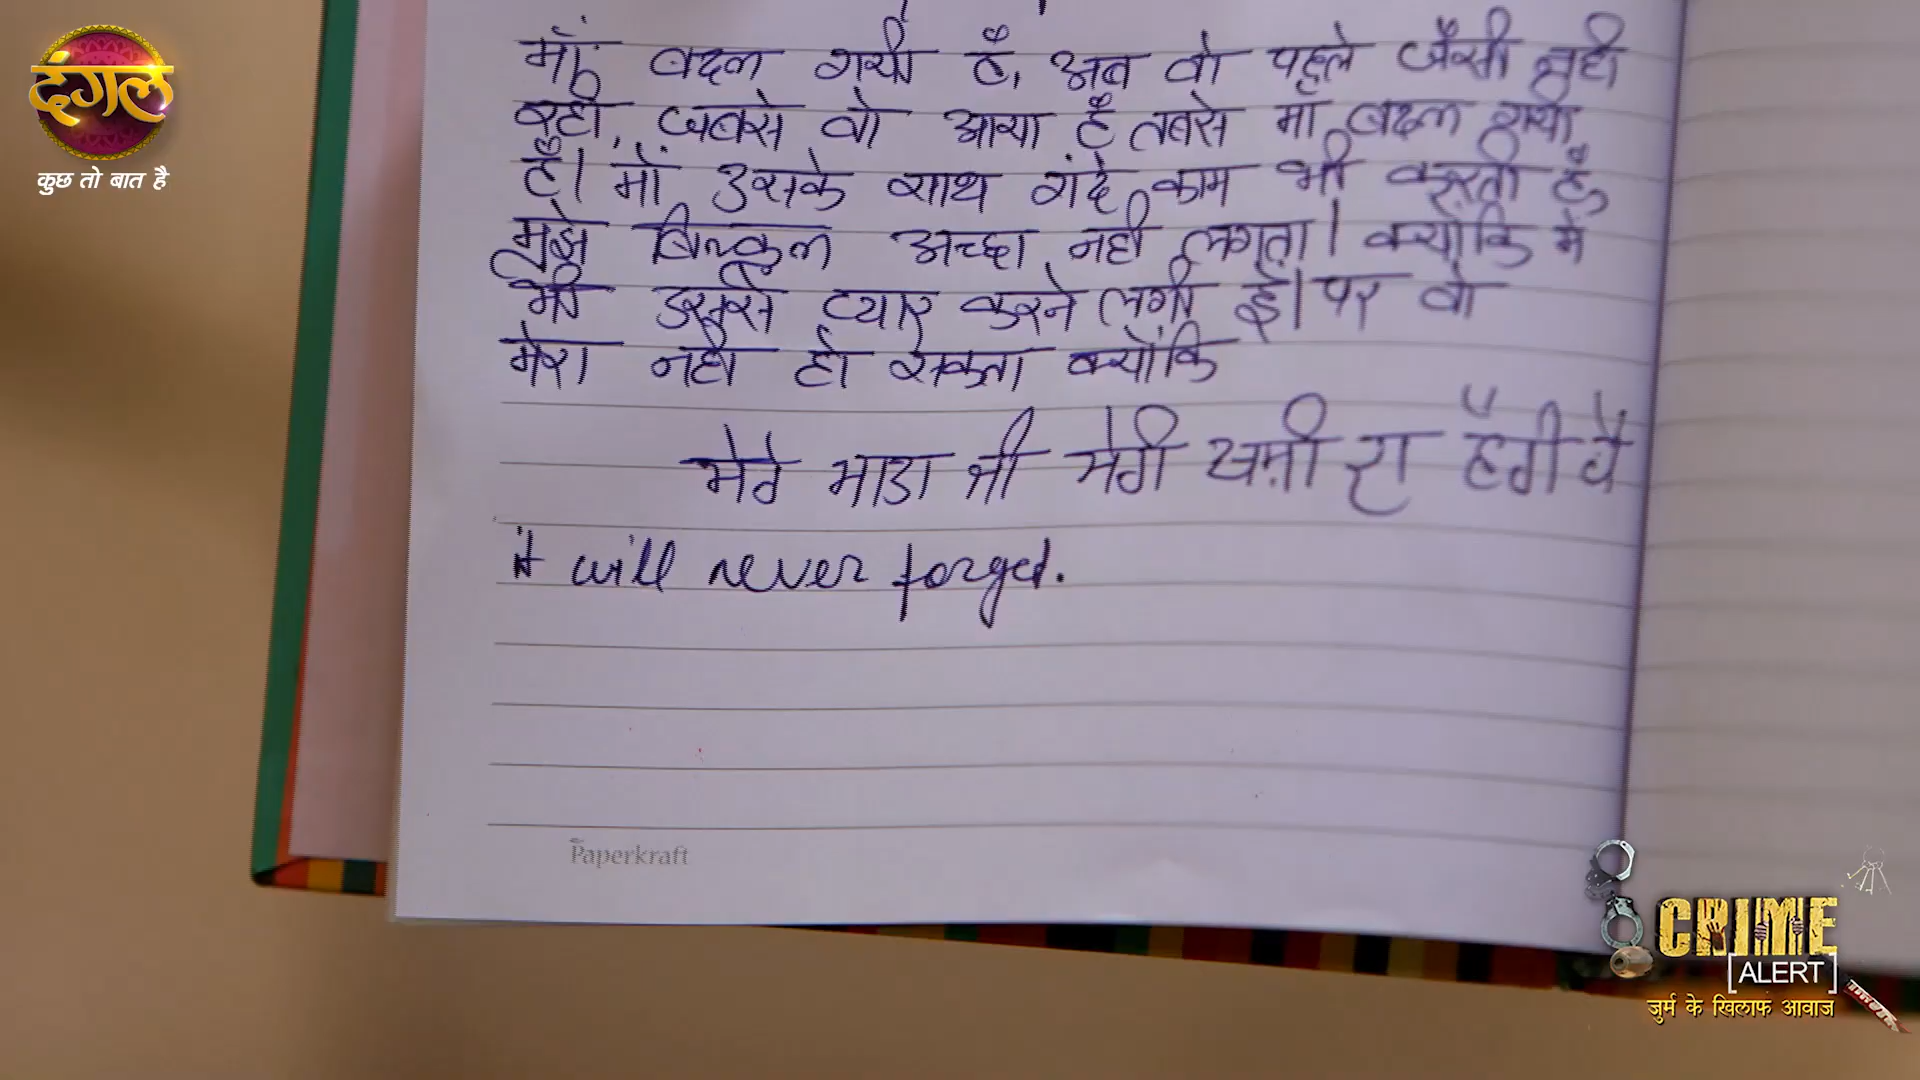 दंगल
कुछ तो बात है
माँ बदल गयी है, अब वो पहले जैसी नही
रही, जबसे वो आया है तबसे माँ बदल गयी
है। माँ उसके साथ गंदे काम भी करती है,
मुझे बिल्कुल अच्छा नही लगता। क्योंकि मैं
भी उससे प्यार करने लगी हूँ। पर वो
मेरा नही हो सकता क्योंकि
मेरे मेरी
it will never forget.
Paperkraft
CRIME
ALERT
जुर्म के खिलाफ आवाज